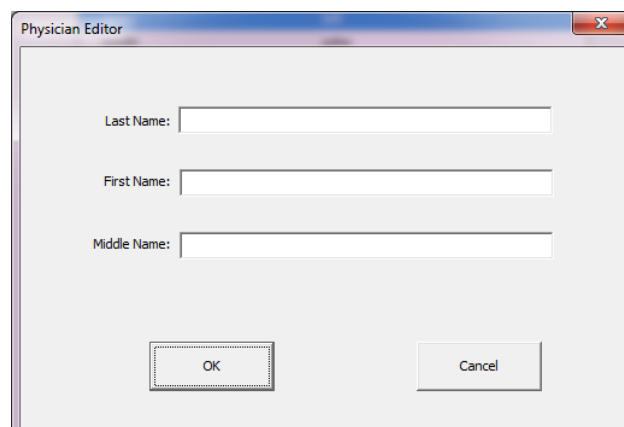 Physician Editor
Last Name:
First Name:
Middle Name:
OK Cancel